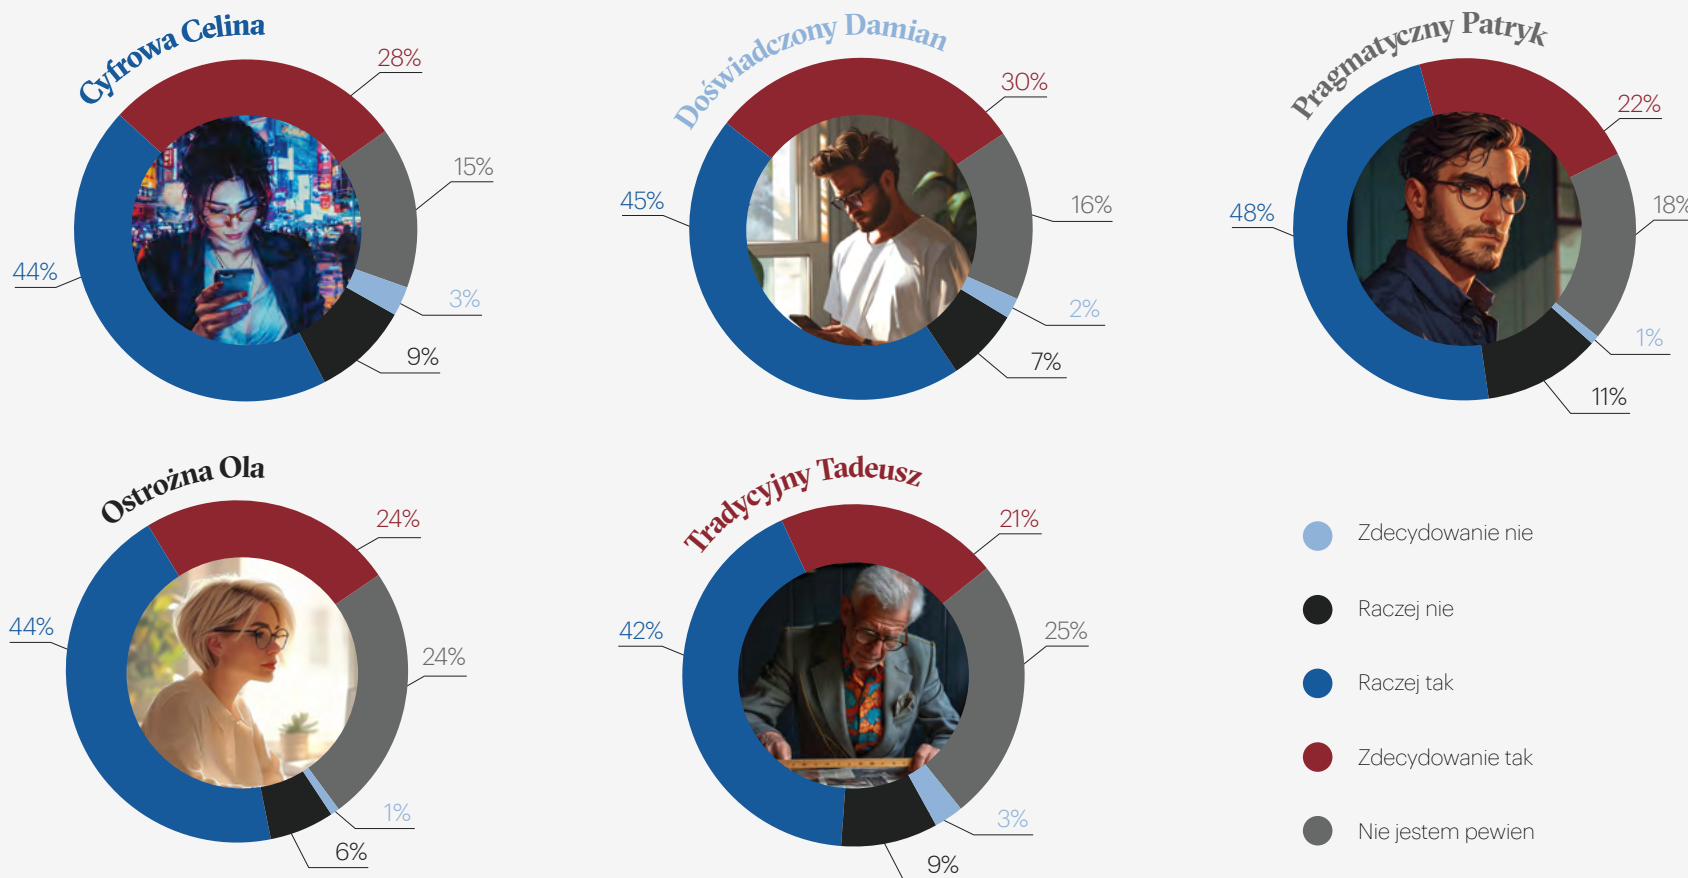 Cyfrowa Celina
28%
15%
44%
3%
9%
Doświadczony Damian
30%
45%
16%
2%
7%
Pragmatyczny Patryk
22%
48%
18%
1%
11%
Ostrożna Ola
24%
44%
24%
1%
6%
Tradycyjny Tadeusz
21%
42%
25%
3%
9%
Zdecydowanie nie
Raczej nie
Raczej tak
Zdecydowanie tak
Nie jestem pewien